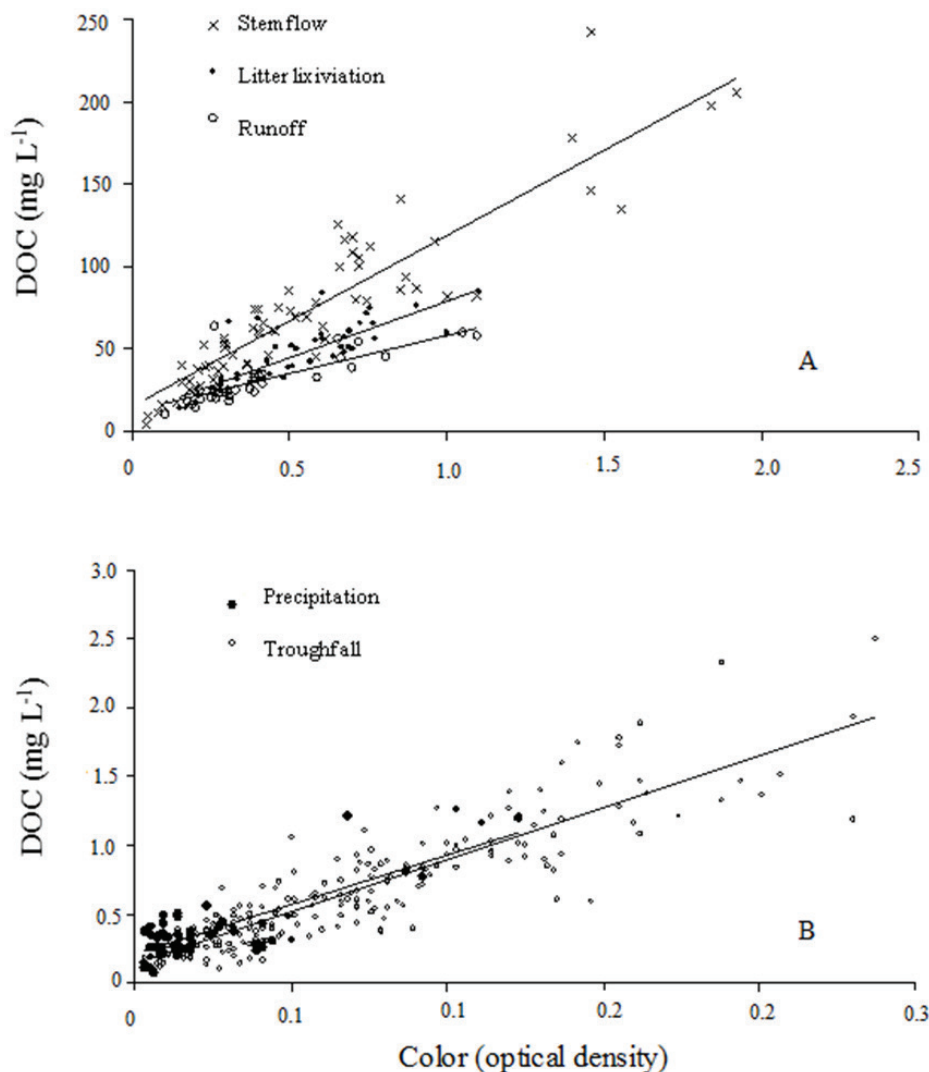 250
200
150
100
50
0
DOC (mg L-1)
Stemflow
Litter lixiviation
Runoff
A
0 0.5 1.0 1.5 2.0 2.5
3.0
2.5
2.0
1.5
1.0
0.5
0
DOC (mg L-1)
Precipitation
Troughfall
B
0 0.1 0.1 0.2 0.2 0.3
Color (optical density)